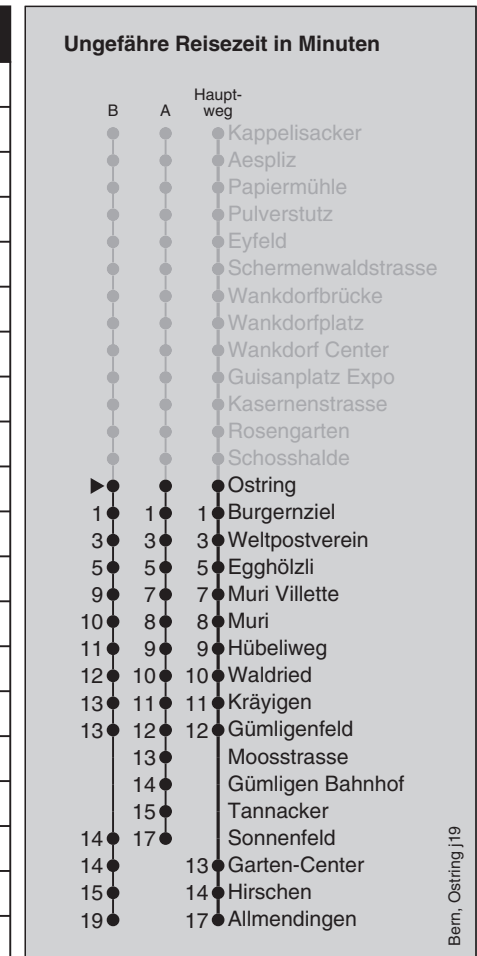 Ungefähre Reisezeit in Minuten
Haupt-
B A weg
Kappelisacker
Aespliz
Papiermühle
Pulverstutz
Eyfeld
Schermenwaldstrasse
Wankdorfbrücke
Wankdorfplatz
Wankdorf Center
Guisanplatz Expo
Kasernenstrasse
Rosengarten
Schosshalde
Ostring
1 1 1 Burgernziel
3 3 3 Weltpostverein
5 5 5 Egghölzli
9 7 7 Muri Villette
10 8 8 Muri
11 9 9 Hübeliweg
12 10 10 Waldried
13 11 11 Kräyigen
13 12 12 Gümligenfeld
13 Moosstrasse
14 Gümligen Bahnhof
15 Tannacker
14 17 Sonnenfeld
14 13 Garten-Center
15 14 Hirschen
19 17 Allmendingen
Bern, Ostring j19